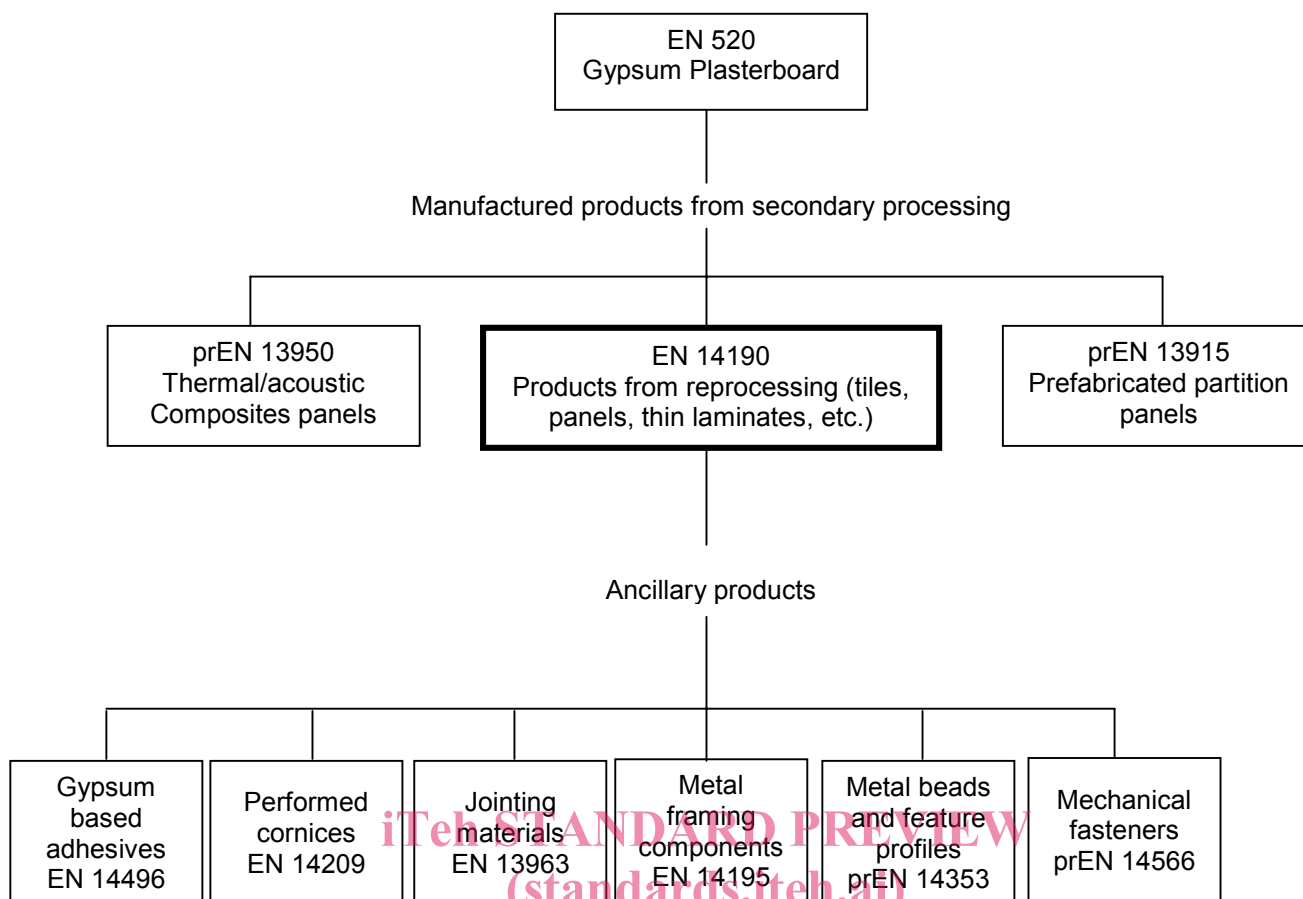 EN 520
Gypsum Plasterboard
Manufactured products from secondary processing
prEN 13950
Thermal/acoustic
Composites panels
EN 14190
Products from reprocessing (tiles,
panels, thin laminates, etc.)
prEN 13915
Prefabricated partition
panels
Ancillary products
Gypsum
based
adhesives
EN 14496
Performed
cornices
EN 14209
Jointing
materials
EN 13963
Metal
framing
components
EN 14195
Metal beads
and feature
profiles
prEN 14353
Mechanical
fasteners
prEN 14566
iTeh STANDARD PREVIEW
(standards.iteh.ai)